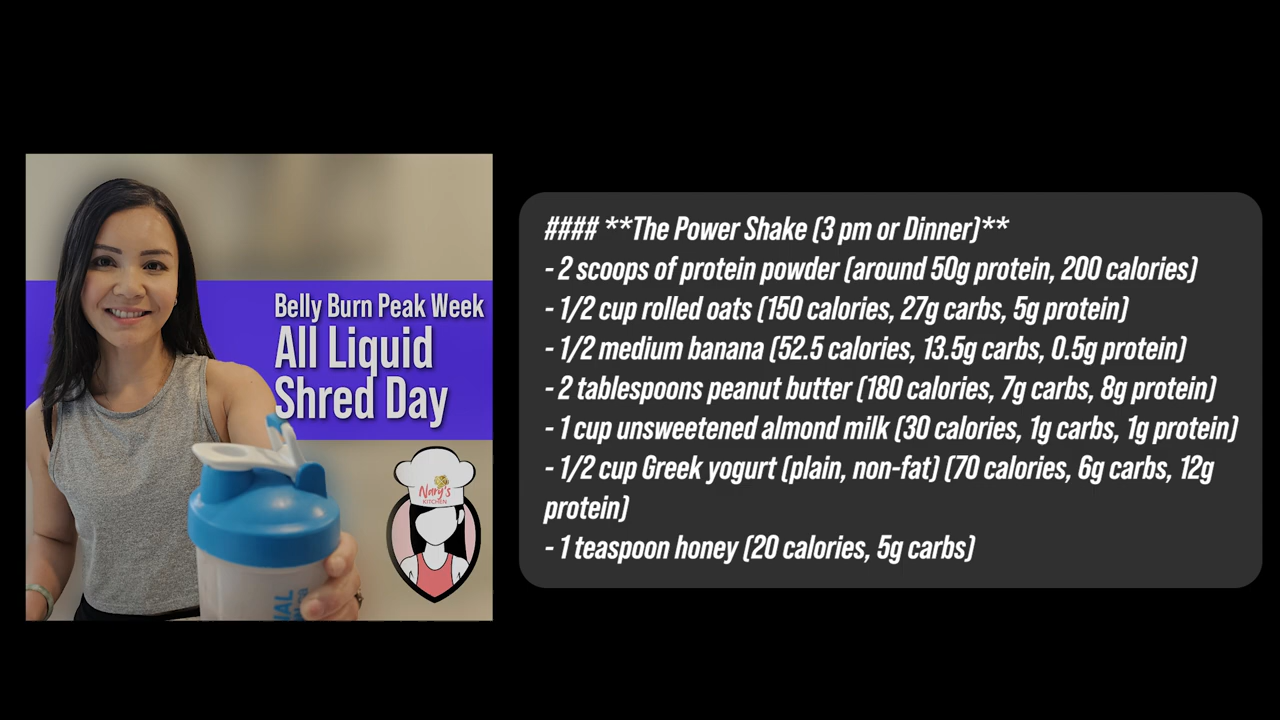 Belly Burn Peak Week
All Liquid
Shred Day
Nary's
KITCHEN
#### **The Power Shake (3 pm or Dinner)**
- 2 scoops of protein powder (around 50g protein, 200 calories)
- 1/2 cup rolled oats (150 calories, 27g carbs, 5g protein)
- 1/2 medium banana (52.5 calories, 13.5g carbs, 0.5g protein)
- 2 tablespoons peanut butter (180 calories, 7g carbs, 8g protein)
- 1 cup unsweetened almond milk (30 calories, 1g carbs, 1g protein)
- 1/2 cup Greek yogurt (plain, non-fat) (70 calories, 6g carbs, 12g
protein)
- 1 teaspoon honey (20 calories, 5g carbs)